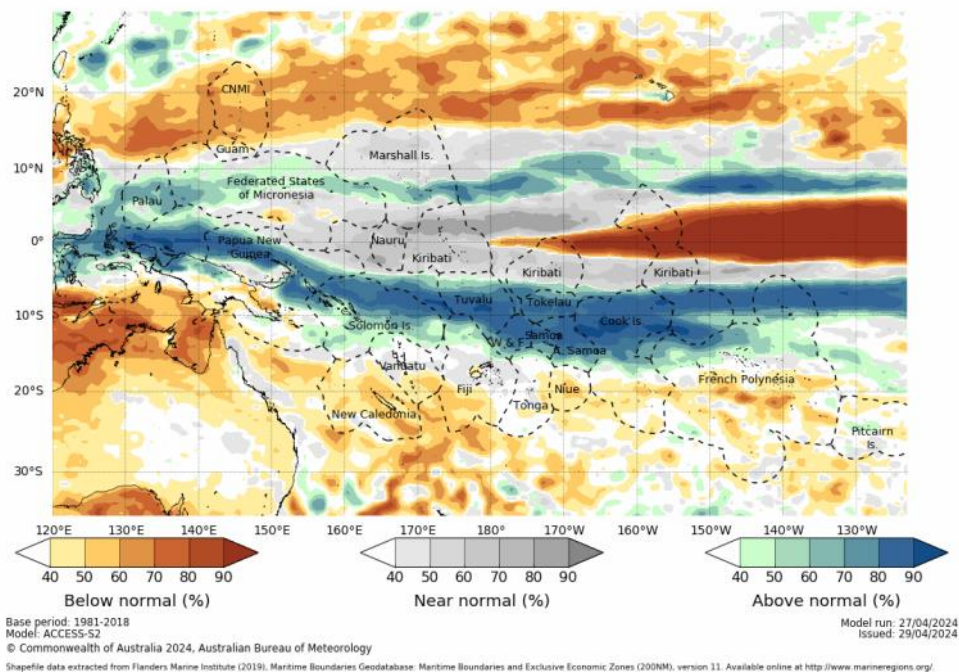 20°N
10°N
0°
10°S
20°S
30°S
CNMI
Guam
Marshall Is.
Federated States
of Micronesia
Palau
Papua New
Guinea
Nauru
Kiribati
Kiribati
Kiribati
Tuvalu
Tokelau
Solomon Is.
Cook Is
Samoa
W & F
A. Samoa
Vanuatu
Fiji
Niue
French Polynesia
New Caledonia
Tonga
Pitcairn
Is.
120°E 130°E 140°E 150°E 160°E 170°E 180° 170°W 160°W 150°W 140°W 130°W
40 50 60 70 80 90
Below normal (%)
40 50 60 70 80 90
Near normal (%)
40 50 60 70 80 90
Above normal (%)
Base period: 1981-2018
Model: ACCESS-S2
© Commonwealth of Australia 2024, Australian Bureau of Meteorology
Model run: 27/04/2024
Issued: 29/04/2024
Shapefile data extracted from Flanders Marine Institute (2019), Maritime Boundaries Geodatabase: Maritime Boundaries and Exclusive Economic Zones (200NM), version 11. Available online at http://www.marineregions.org/